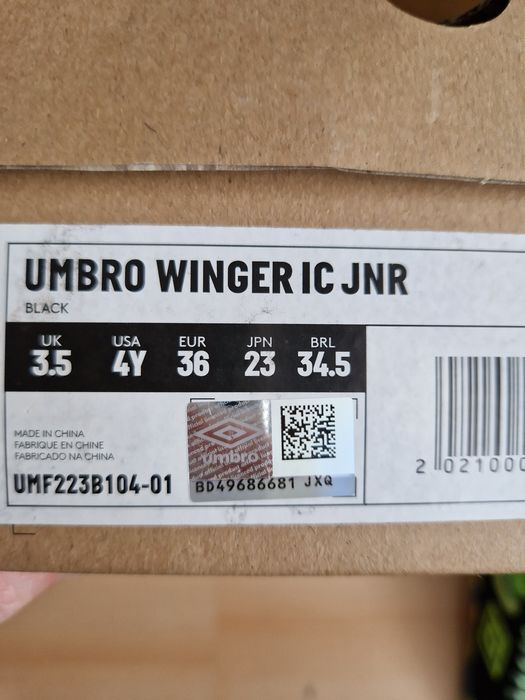 UMBRO WINGER IC JNR
BLACK
UK USA EUR JPN BRL
3.5 4Y 36 23 34.5
MADE IN CHINA
FABRIQUE EN CHINE
FABRICADO NA CHINA
umbro
UMF223B104-01
BD49686681 JXQ
2 021000